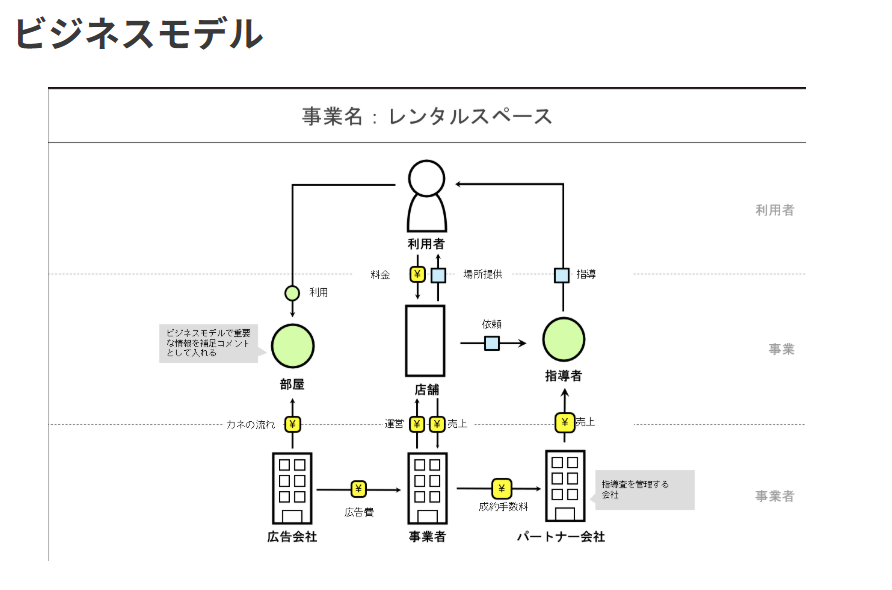 ビジネスモデル
事業名：レンタルスペース
利用者
利用者
料金
場所提供
指導
利用
依頼
ビジネスモデルで重要
な情報を補足コメント
として入れる
事業
部屋
店舗
指導者
カネの流れ
運営
売上
売上
指導査を管理する
会社
事業者
広告費
成約手数料
広告会社
事業者
パートナー会社